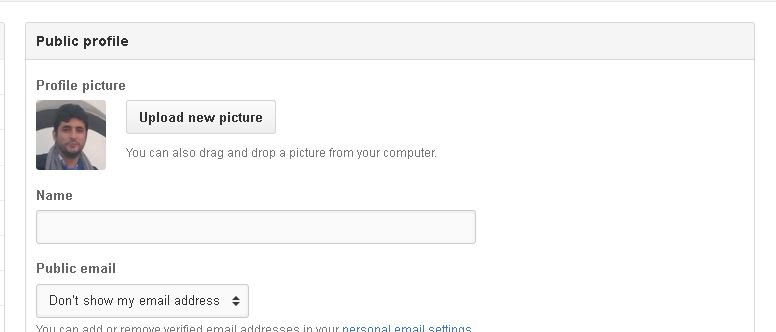 Public profile
Profile picture
Upload new picture
You can also drag and drop a picture from your computer.
Name
Public email
Don't show my email address
You can add or remove verified email addresses in your personal email settings.